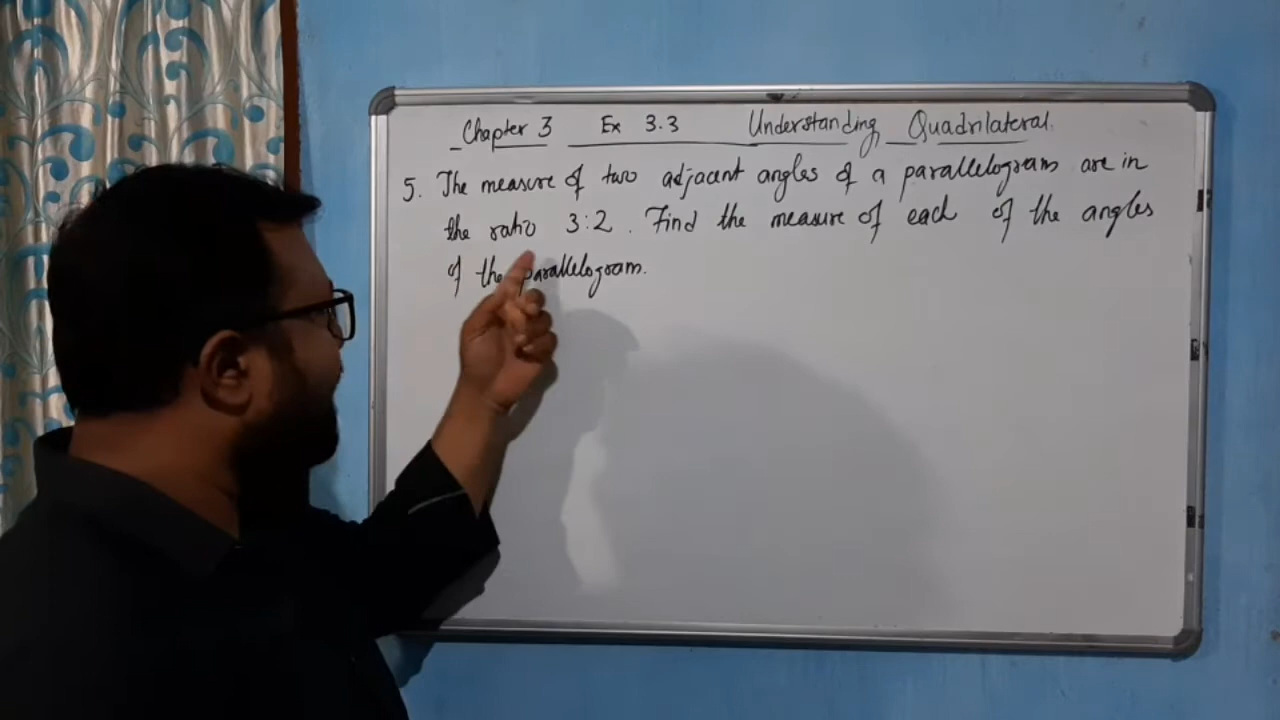 Chapter 3 Ex 3.3 Understanding Quadrilateral.
5. The measure of two adjacent angles of a parallelogram are in
the ratio 3:2. Find the measure of each of the angles
of the parallelogram.